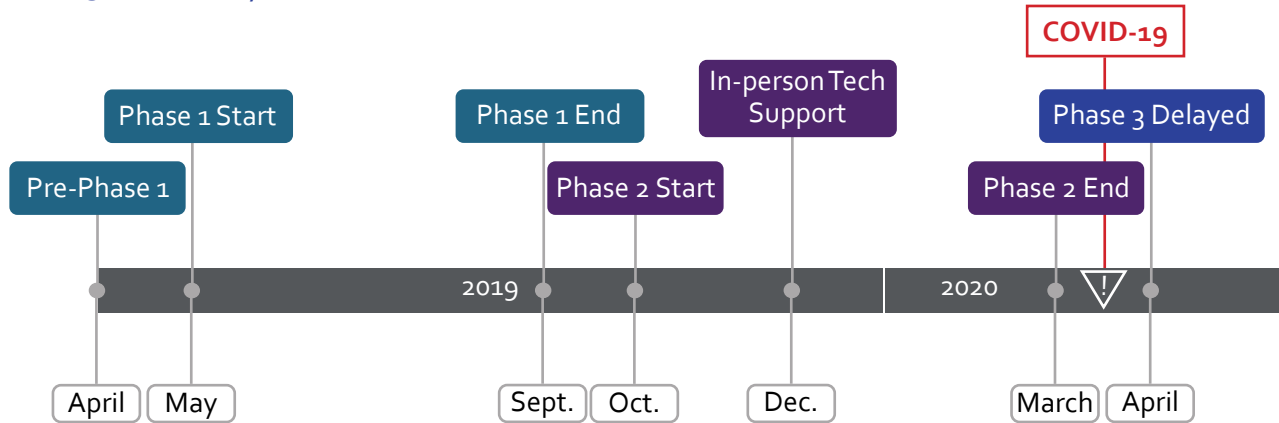 COVID-19
In-person Tech
Support
Phase 1 Start
Phase 1 End
Phase 3 Delayed
Pre-Phase 1
Phase 2 Start
Phase 2 End
2019
2020
!
April
May
Sept.
Oct.
Dec.
March
April